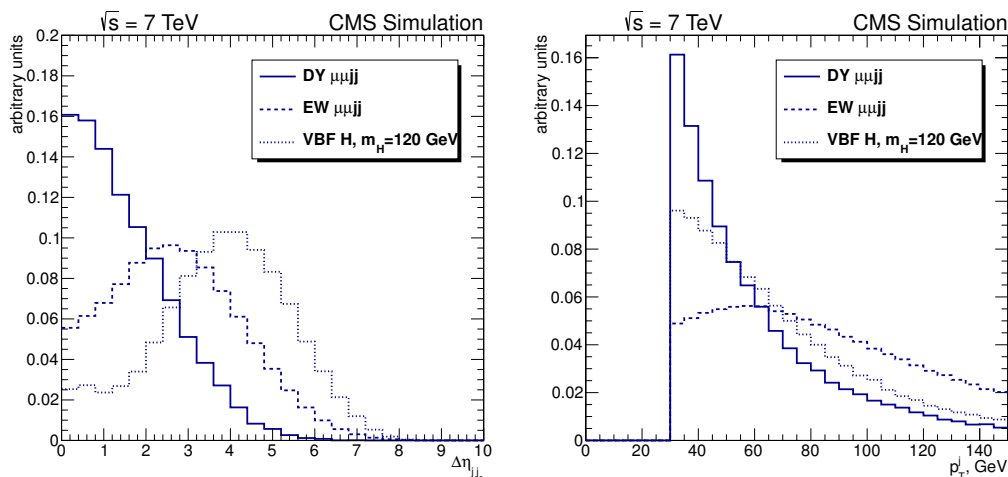 √s = 7 TeV CMS Simulation
arbitrary units
0.2
0.18
0.16
0.14
0.12
0.1
0.08
0.06
0.04
0.02
0
DY μμjj
EW μμjj
VBF H, m_H=120 GeV
0 1 2 3 4 5 6 7 8 9 10
Δη_jj
√s = 7 TeV CMS Simulation
arbitrary units
0.16
0.14
0.12
0.1
0.08
0.06
0.04
0.02
0
DY μμjj
EW μμjj
VBF H, m_H=120 GeV
0 20 40 60 80 100 120 140
p_T^j, GeV